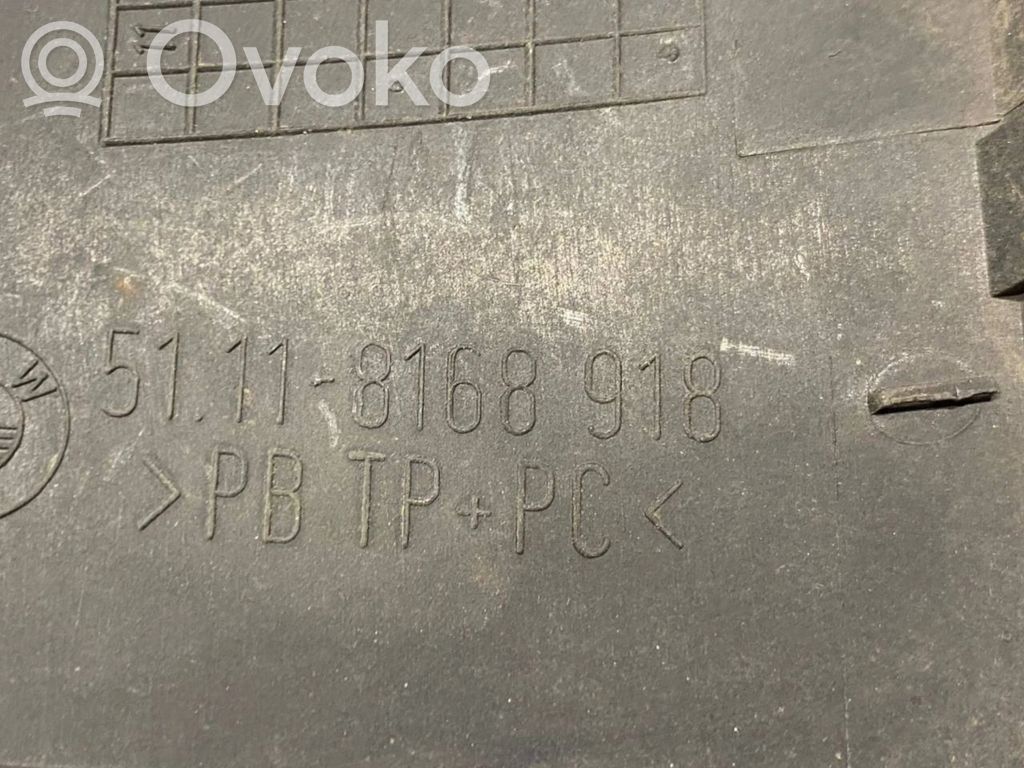 Ovoko
51.11-8168 918
W
>PB TP+PC<